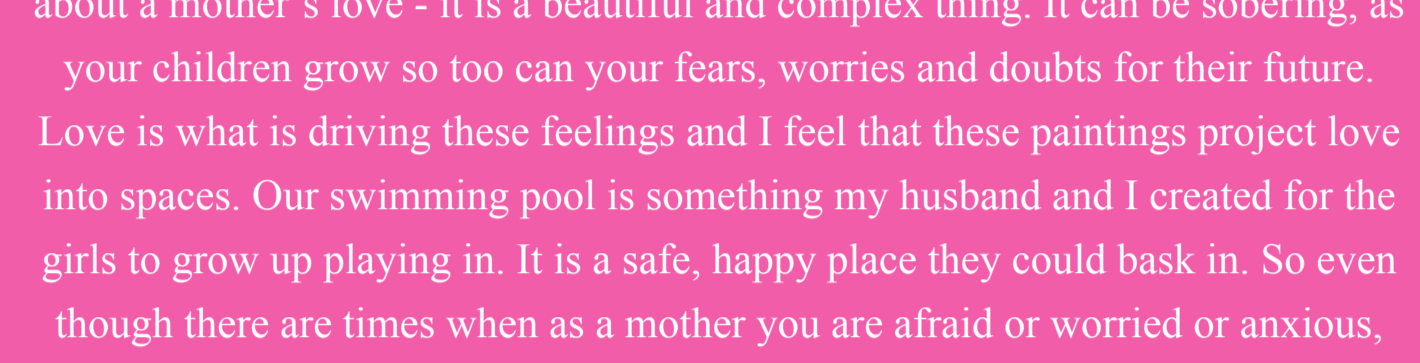 about a mother's love - it is a beautiful and complex thing. It can be sobering, as
your children grow so too can your fears, worries and doubts for their future.
Love is what is driving these feelings and I feel that these paintings project love
into spaces. Our swimming pool is something my husband and I created for the
girls to grow up playing in. It is a safe, happy place they could bask in. So even
though there are times when as a mother you are afraid or worried or anxious,